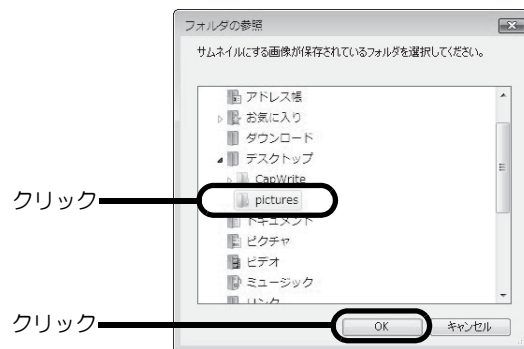 フォルダの参照
サムネイルにする画像が保存されているフォルダを選択してください。
アドレス帳
お気に入り
ダウンロード
デスクトップ
CapWrite
クリック
pictures
ドキュメント
ピクチャ
ビデオ
ミュージック
リンク
クリック
OK
キャンセル